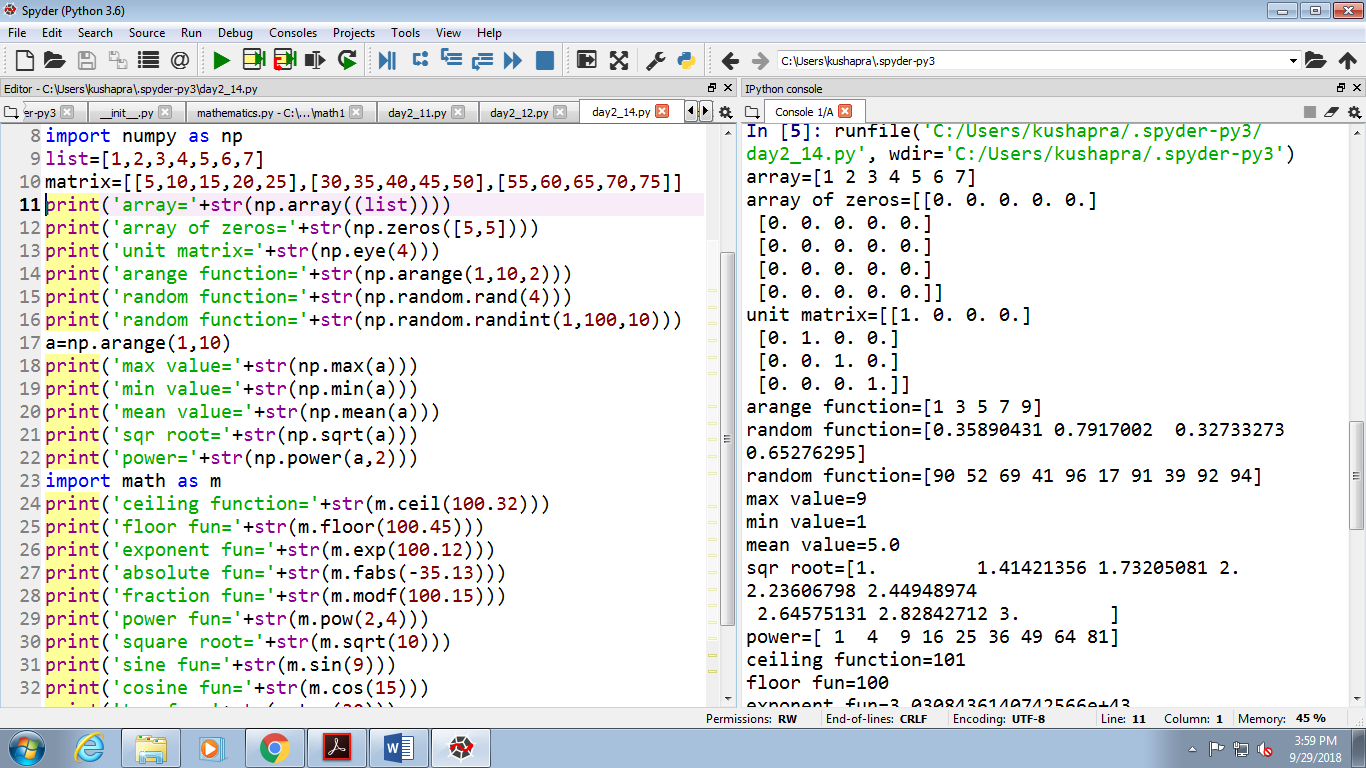 Spyder (Python 3.6)
File Edit Search Source Run Debug Consoles Projects Tools View Help
C:\Users\kushapra\.spyder-py3
Editor - C:\Users\kushapra\.spyder-py3\day2_14.py
er-py3 __init__.py mathematics.py - C:\...\math1 day2_11.py day2_12.py day2_14.py
8 import numpy as np
9 list=[1,2,3,4,5,6,7]
10 matrix=[[5,10,15,20,25],[30,35,40,45,50],[55,60,65,70,75]]
11 print('array='+str(np.array((list))))
12 print('array of zeros='+str(np.zeros([5,5])))
13 print('unit matrix='+str(np.eye(4)))
14 print('arange function='+str(np.arange(1,10,2)))
15 print('random function='+str(np.random.rand(4)))
16 print('random function='+str(np.random.randint(1,100,10)))
17 a=np.arange(1,10)
18 print('max value='+str(np.max(a)))
19 print('min value='+str(np.min(a)))
20 print('mean value='+str(np.mean(a)))
21 print('sqr root='+str(np.sqrt(a)))
22 print('power='+str(np.power(a,2)))
23 import math as m
24 print('ceiling function='+str(m.ceil(100.32)))
25 print('floor fun='+str(m.floor(100.45)))
26 print('exponent fun='+str(m.exp(100.12)))
27 print('absolute fun='+str(m.fabs(-35.13)))
28 print('fraction fun='+str(m.modf(100.15)))
29 print('power fun='+str(m.pow(2,4)))
30 print('square root='+str(m.sqrt(10)))
31 print('sine fun='+str(m.sin(9)))
32 print('cosine fun='+str(m.cos(15)))
IPython console
Console 1/A
In [5]: runfile('C:/Users/kushapra/.spyder-py3/
day2_14.py', wdir='C:/Users/kushapra/.spyder-py3')
array=[1 2 3 4 5 6 7]
array of zeros=[[0. 0. 0. 0. 0.]
[0. 0. 0. 0. 0.]
[0. 0. 0. 0. 0.]
[0. 0. 0. 0. 0.]
[0. 0. 0. 0. 0.]]
unit matrix=[[1. 0. 0. 0.]
[0. 1. 0. 0.]
[0. 0. 1. 0.]
[0. 0. 0. 1.]]
arange function=[1 3 5 7 9]
random function=[0.35890431 0.7917002  0.32733273
0.65276295]
random function=[90 52 69 41 96 17 91 39 92 94]
max value=9
min value=1
mean value=5.0
sqr root=[1.         1.41421356 1.73205081 2.
2.23606798 2.44948974
2.64575131 2.82842712 3.        ]
power=[ 1  4  9 16 25 36 49 64 81]
ceiling function=101
floor fun=100
exponent fun=3.0308436140742566e+43
Permissions: RW End-of-lines: CRLF Encoding: UTF-8 Line: 11 Column: 1 Memory: 45 %
3:59 PM
9/29/2018